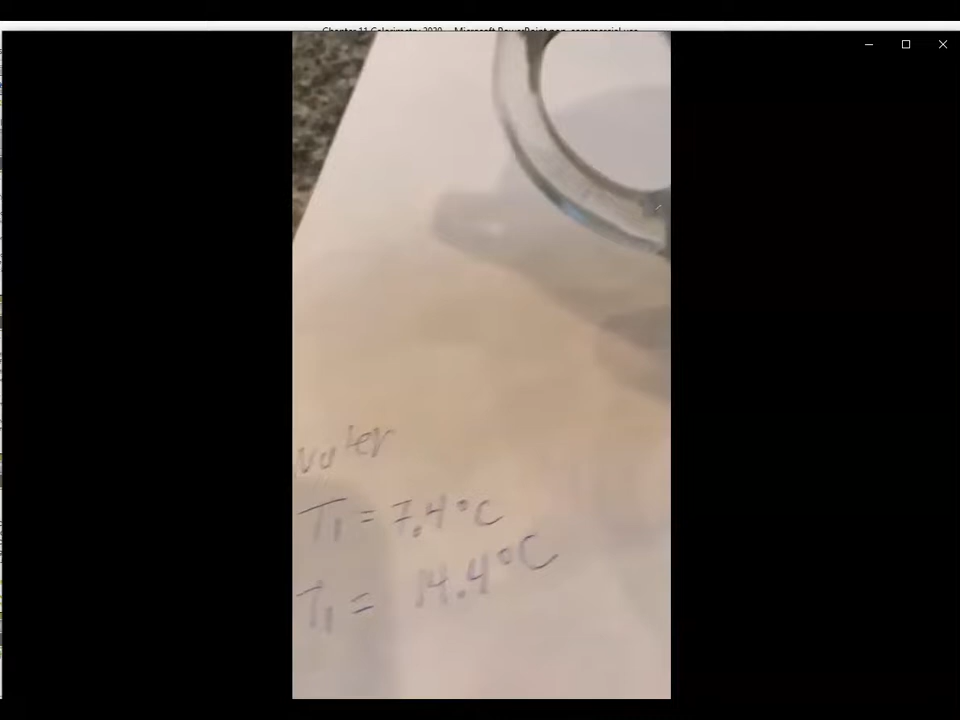 water
T₁ = 7.4°C
T₁ = 14.4°C